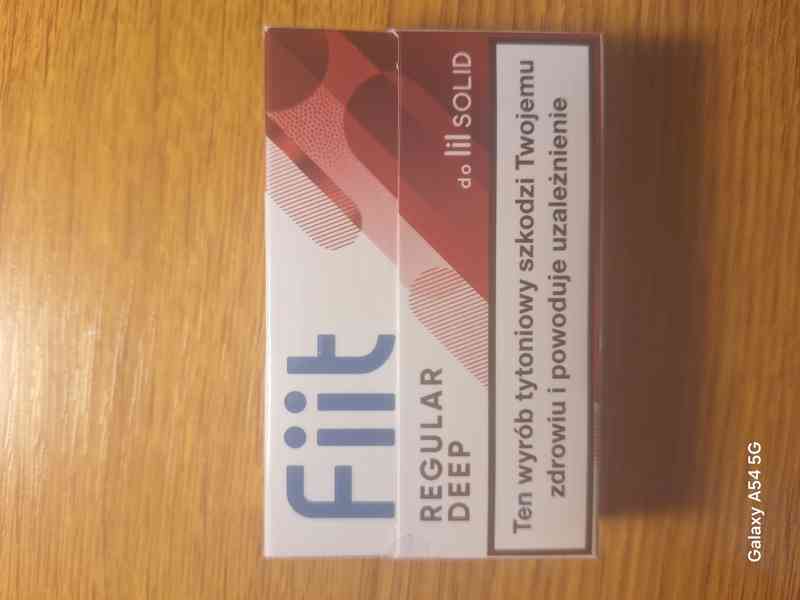 Fiit
REGULAR
DEEP
do lil SOLID
Ten wyrób tytoniowy szkodzi Twojemu
zdrowiu i powoduje uzależnienie
Galaxy A54 5G